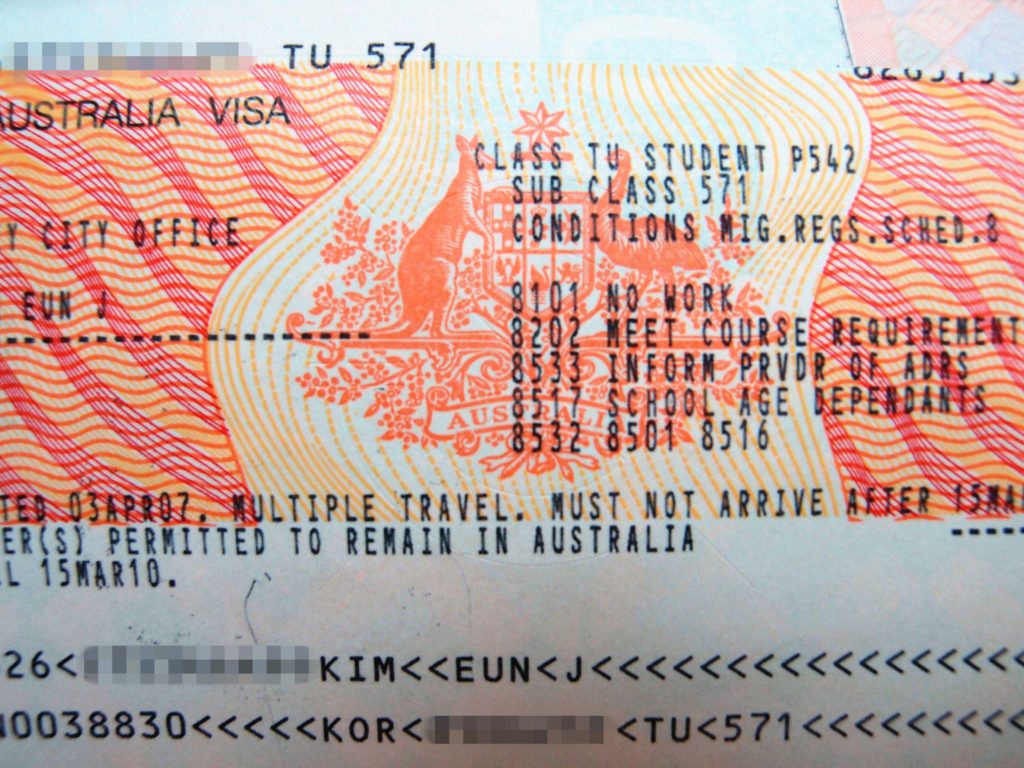 TU 571
AUSTRALIA VISA
CLASS TU STUDENT P542
SUB CLASS 571
CITY OFFICE
CONDITIONS MIG.REGS.SCHED.8
EUN J
8101 NO WORK
8202 MEET COURSE REQUIREMENT
8533 INFORM PRVDR OF ADRS
8517 SCHOOL AGE DEPENDANTS
AUSTRALIA
8532 8501 8516
TED 03APR07. MULTIPLE TRAVEL. MUST NOT ARRIVE AFTER 15MAR
ER(S) PERMITTED TO REMAIN IN AUSTRALIA
L 15MAR10.
26< KIM<<EUN<J<<<<<<<<<<<<<<<<<
N0038830<<<<<KOR< <TU<571<<<<<<<<<